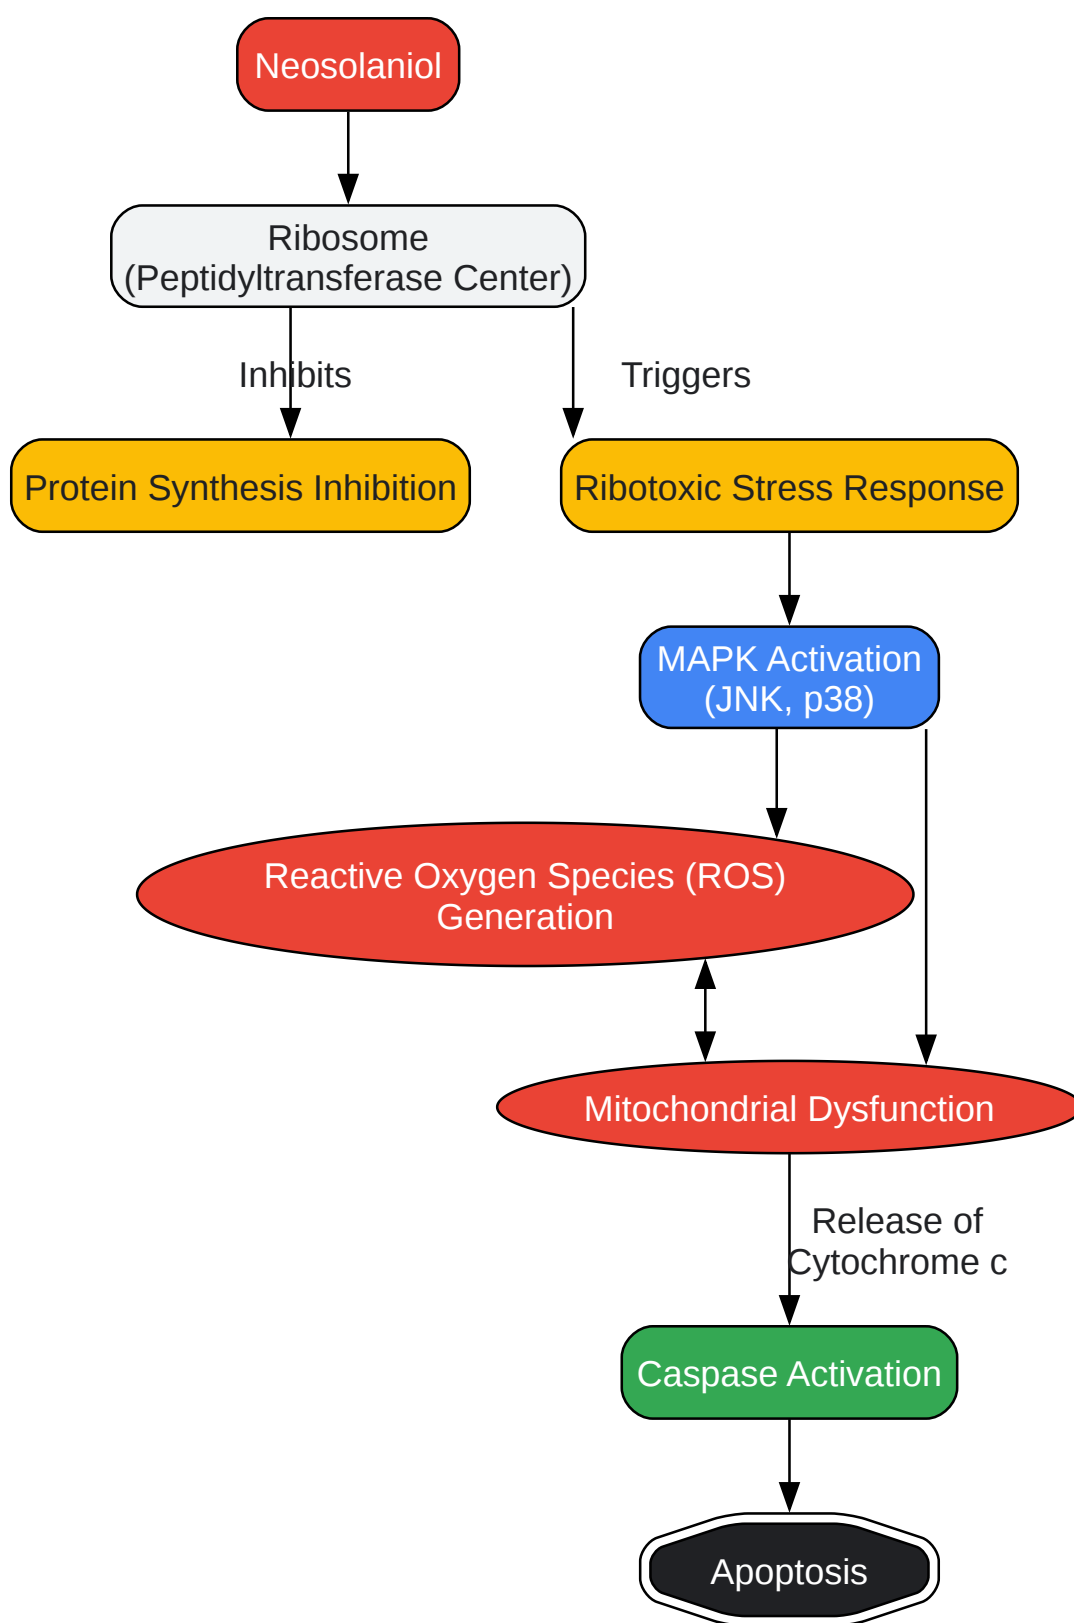 Neosolaniol
Ribosome
(Peptidyltransferase Center)
Inhibits
Triggers
Protein Synthesis Inhibition
Ribotoxic Stress Response
MAPK Activation
(JNK, p38)
Reactive Oxygen Species (ROS)
Generation
Mitochondrial Dysfunction
Release of
Cytochrome c
Caspase Activation
Apoptosis